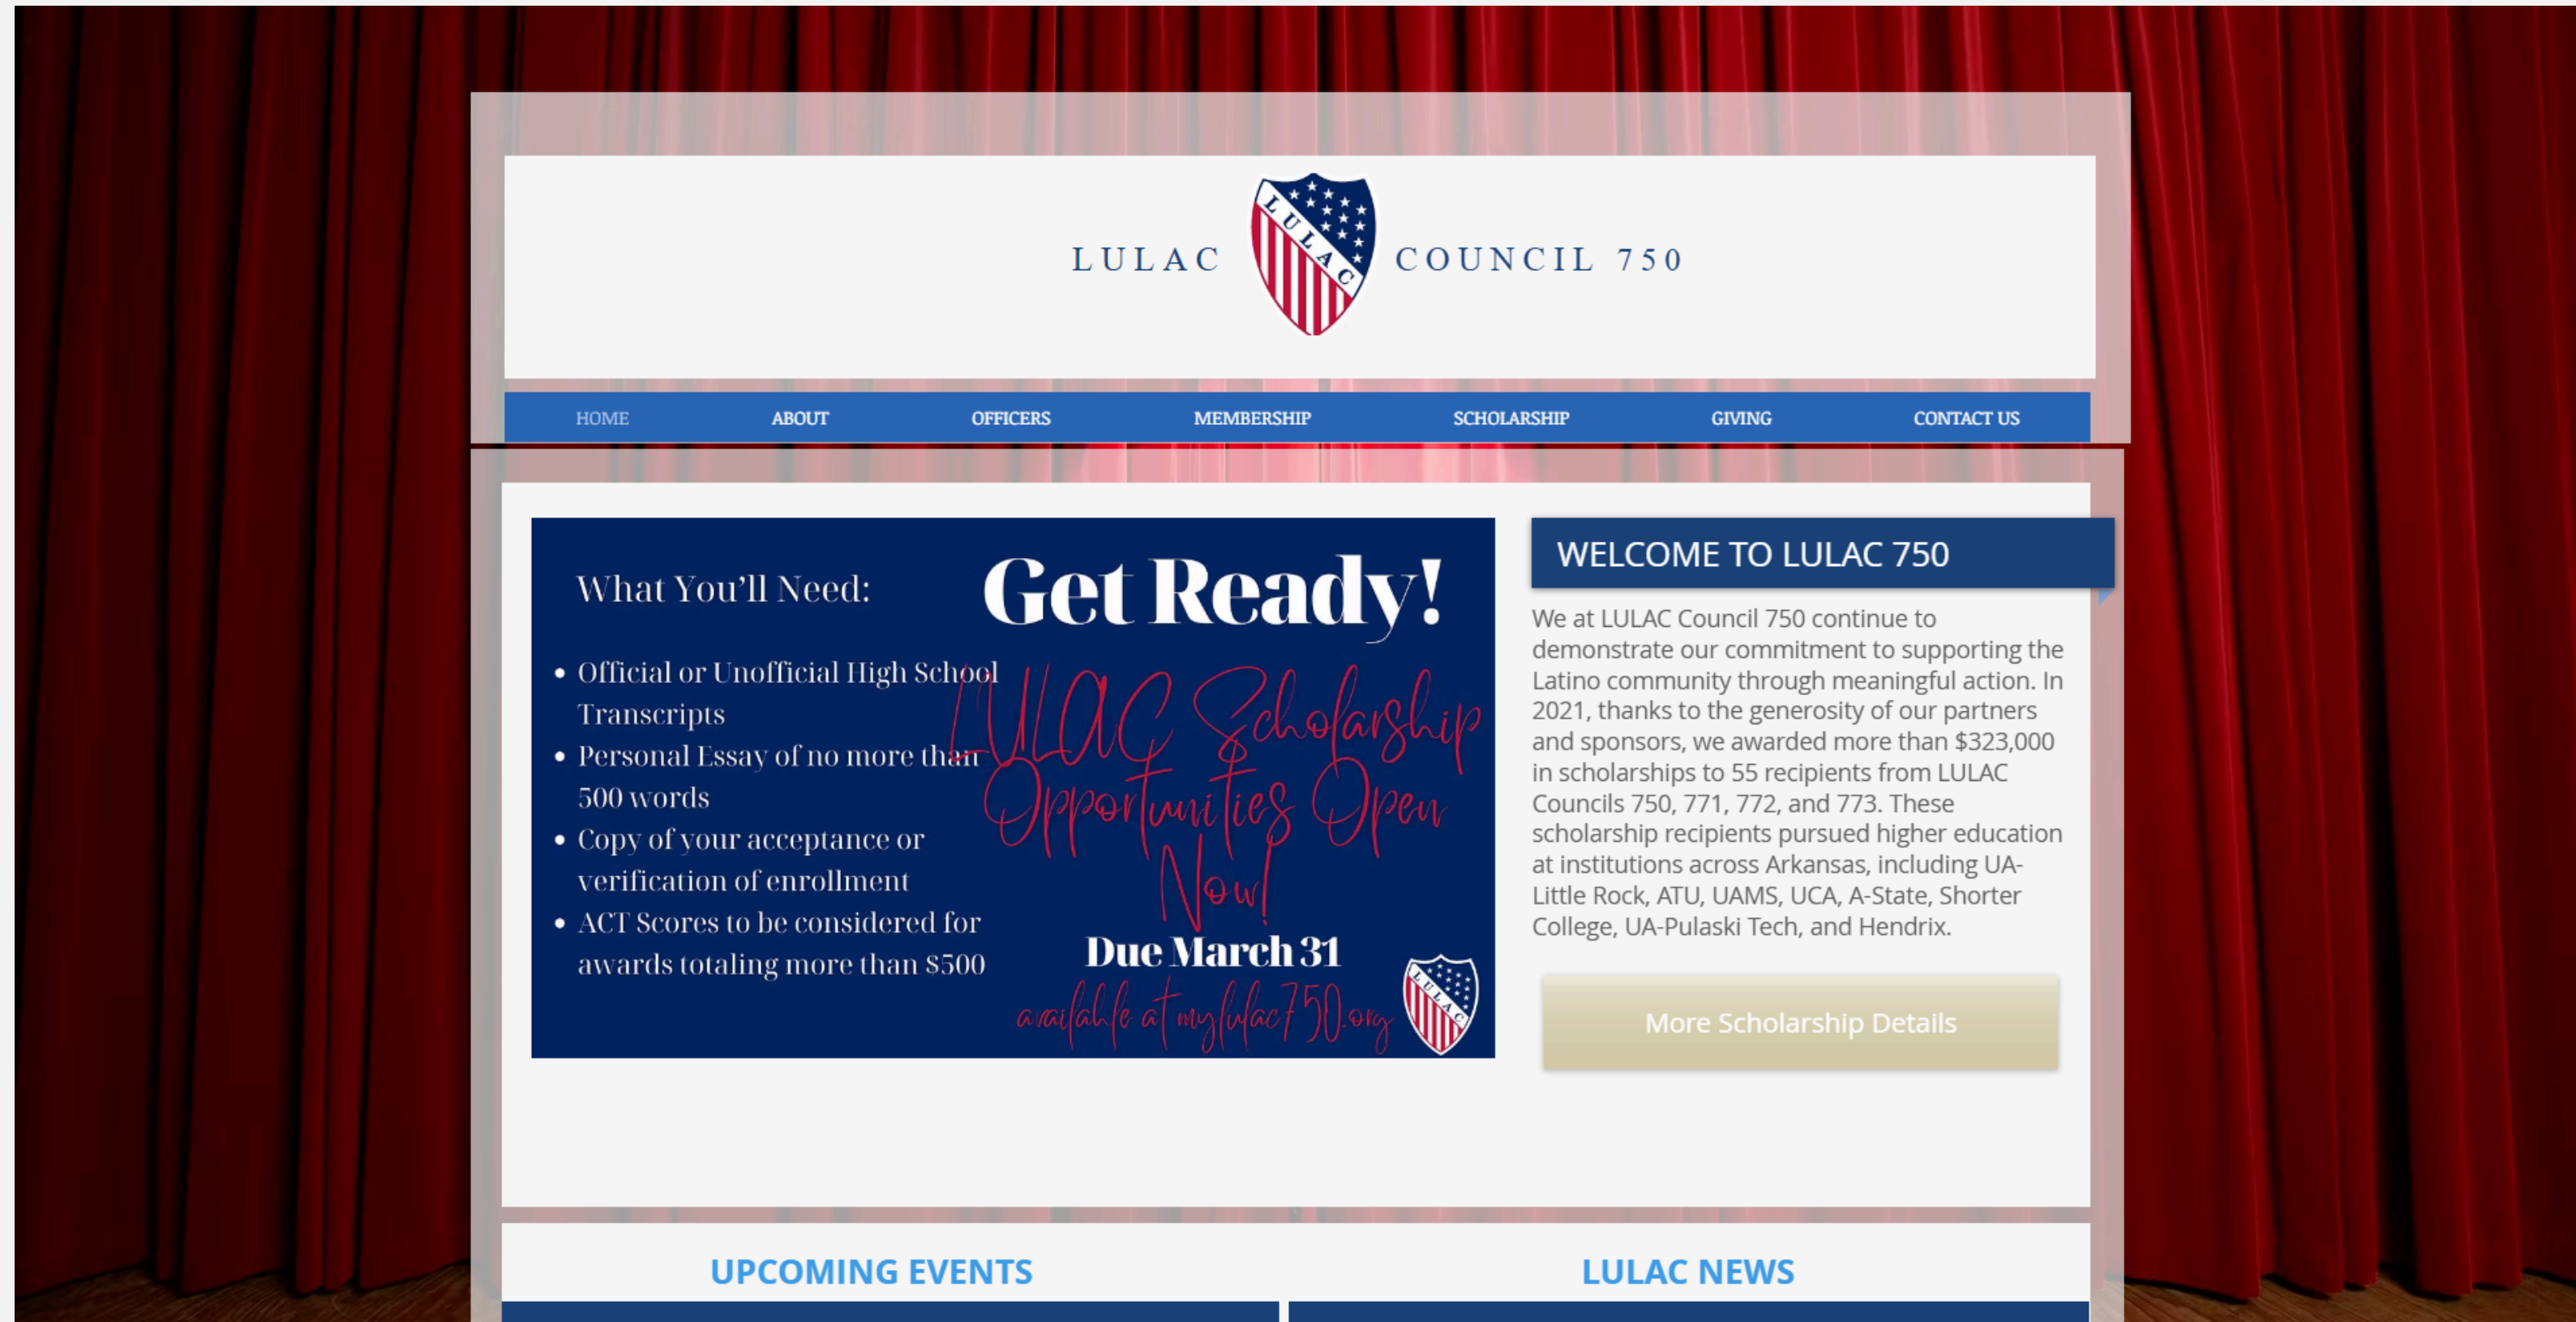 LULAC
LULAC
COUNCIL 750
HOME
ABOUT
OFFICERS
MEMBERSHIP
SCHOLARSHIP
GIVING
CONTACT US
What You'll Need:
• Official or Unofficial High School
Transcripts
• Personal Essay of no more than
500 words
• Copy of your acceptance or
verification of enrollment
• ACT Scores to be considered for
awards totaling more than $500
Get Ready!
LULAC Scholarship
Opportunities Open
Now!
Due March 31
available at mylulac750.org
LULAC
WELCOME TO LULAC 750
We at LULAC Council 750 continue to
demonstrate our commitment to supporting the
Latino community through meaningful action. In
2021, thanks to the generosity of our partners
and sponsors, we awarded more than $323,000
in scholarships to 55 recipients from LULAC
Councils 750, 771, 772, and 773. These
scholarship recipients pursued higher education
at institutions across Arkansas, including UA-
Little Rock, ATU, UAMS, UCA, A-State, Shorter
College, UA-Pulaski Tech, and Hendrix.
More Scholarship Details
UPCOMING EVENTS
LULAC NEWS